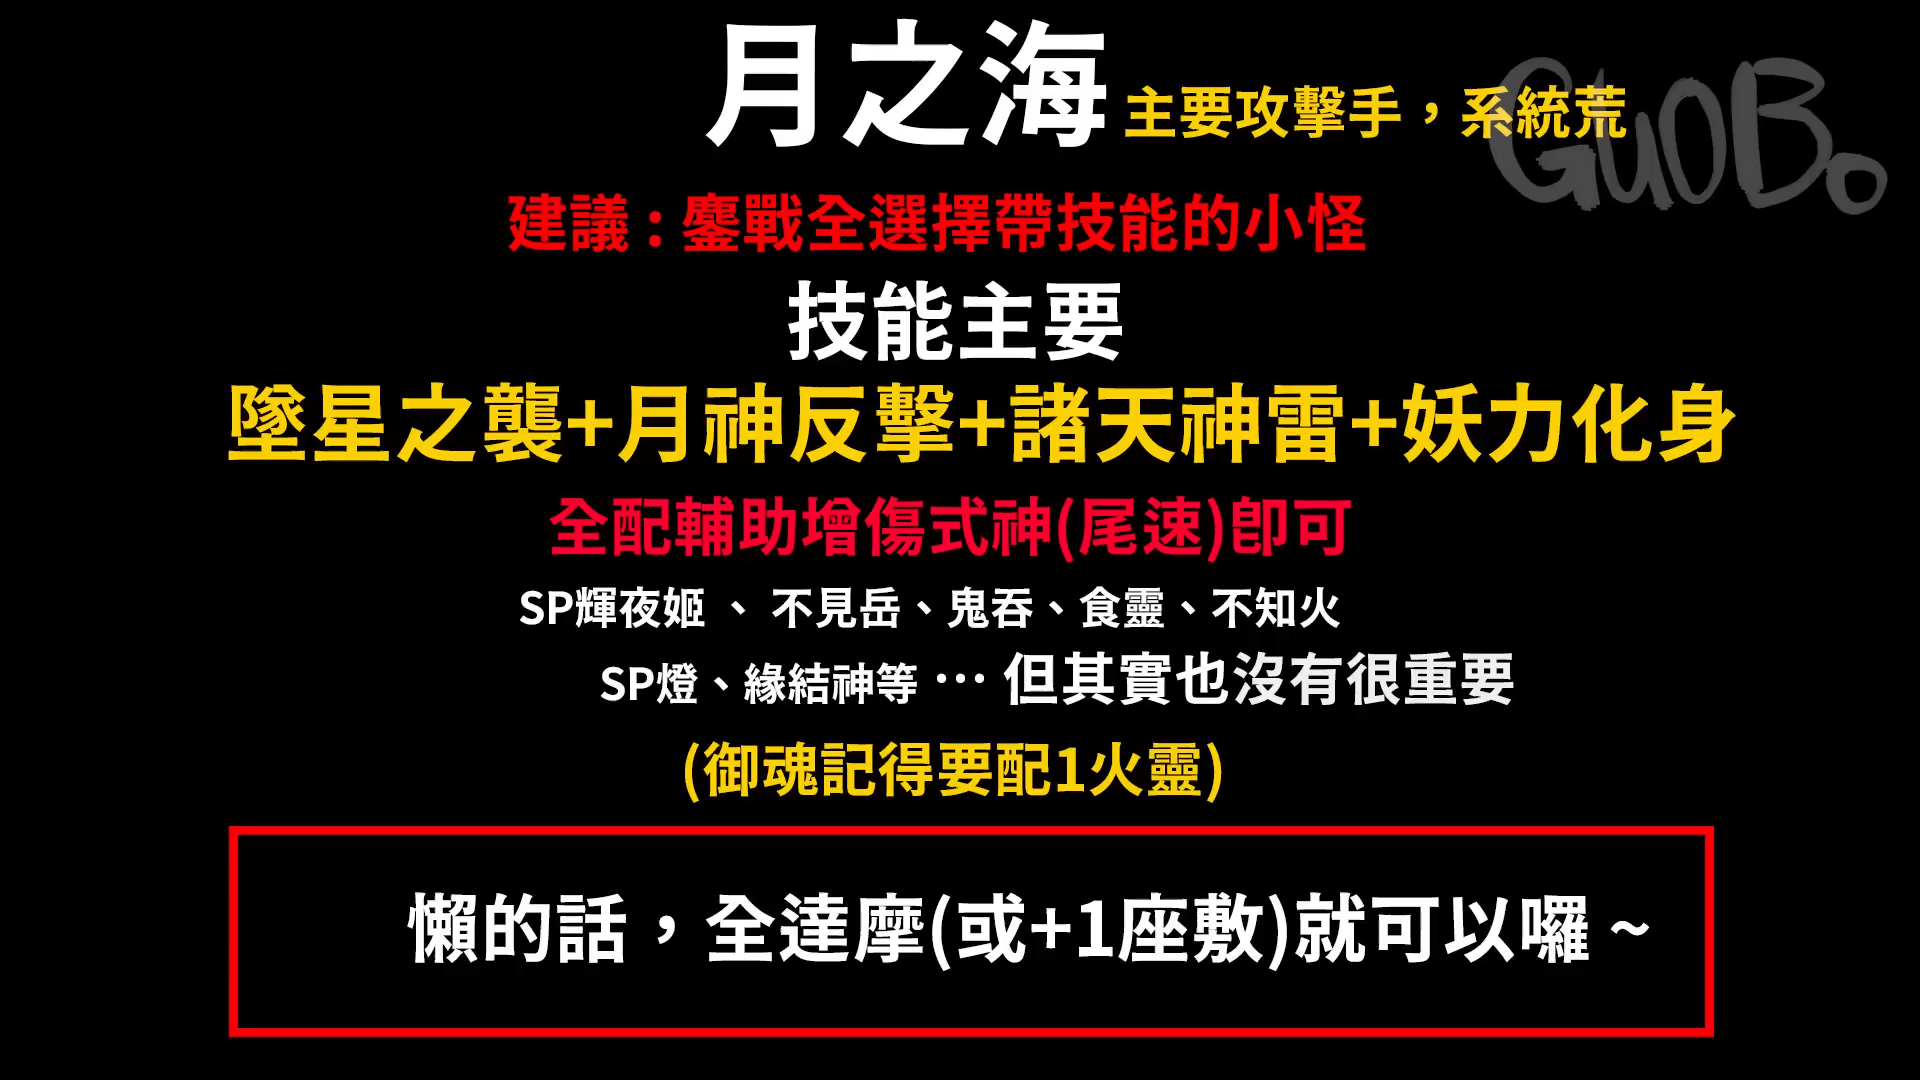 月之海 主要攻擊手，系統荒
GuoB。
建議：鏖戰全選擇帶技能的小怪
技能主要
墜星之襲+月神反擊+諸天神雷+妖力化身
全配輔助增傷式神(尾速)卽可
SP輝夜姬 、 不見岳、鬼吞、食靈、不知火
SP燈、緣結神等 … 但其實也沒有很重要
(御魂記得要配1火靈)
懶的話，全達摩(或+1座敷)就可以囉 ~